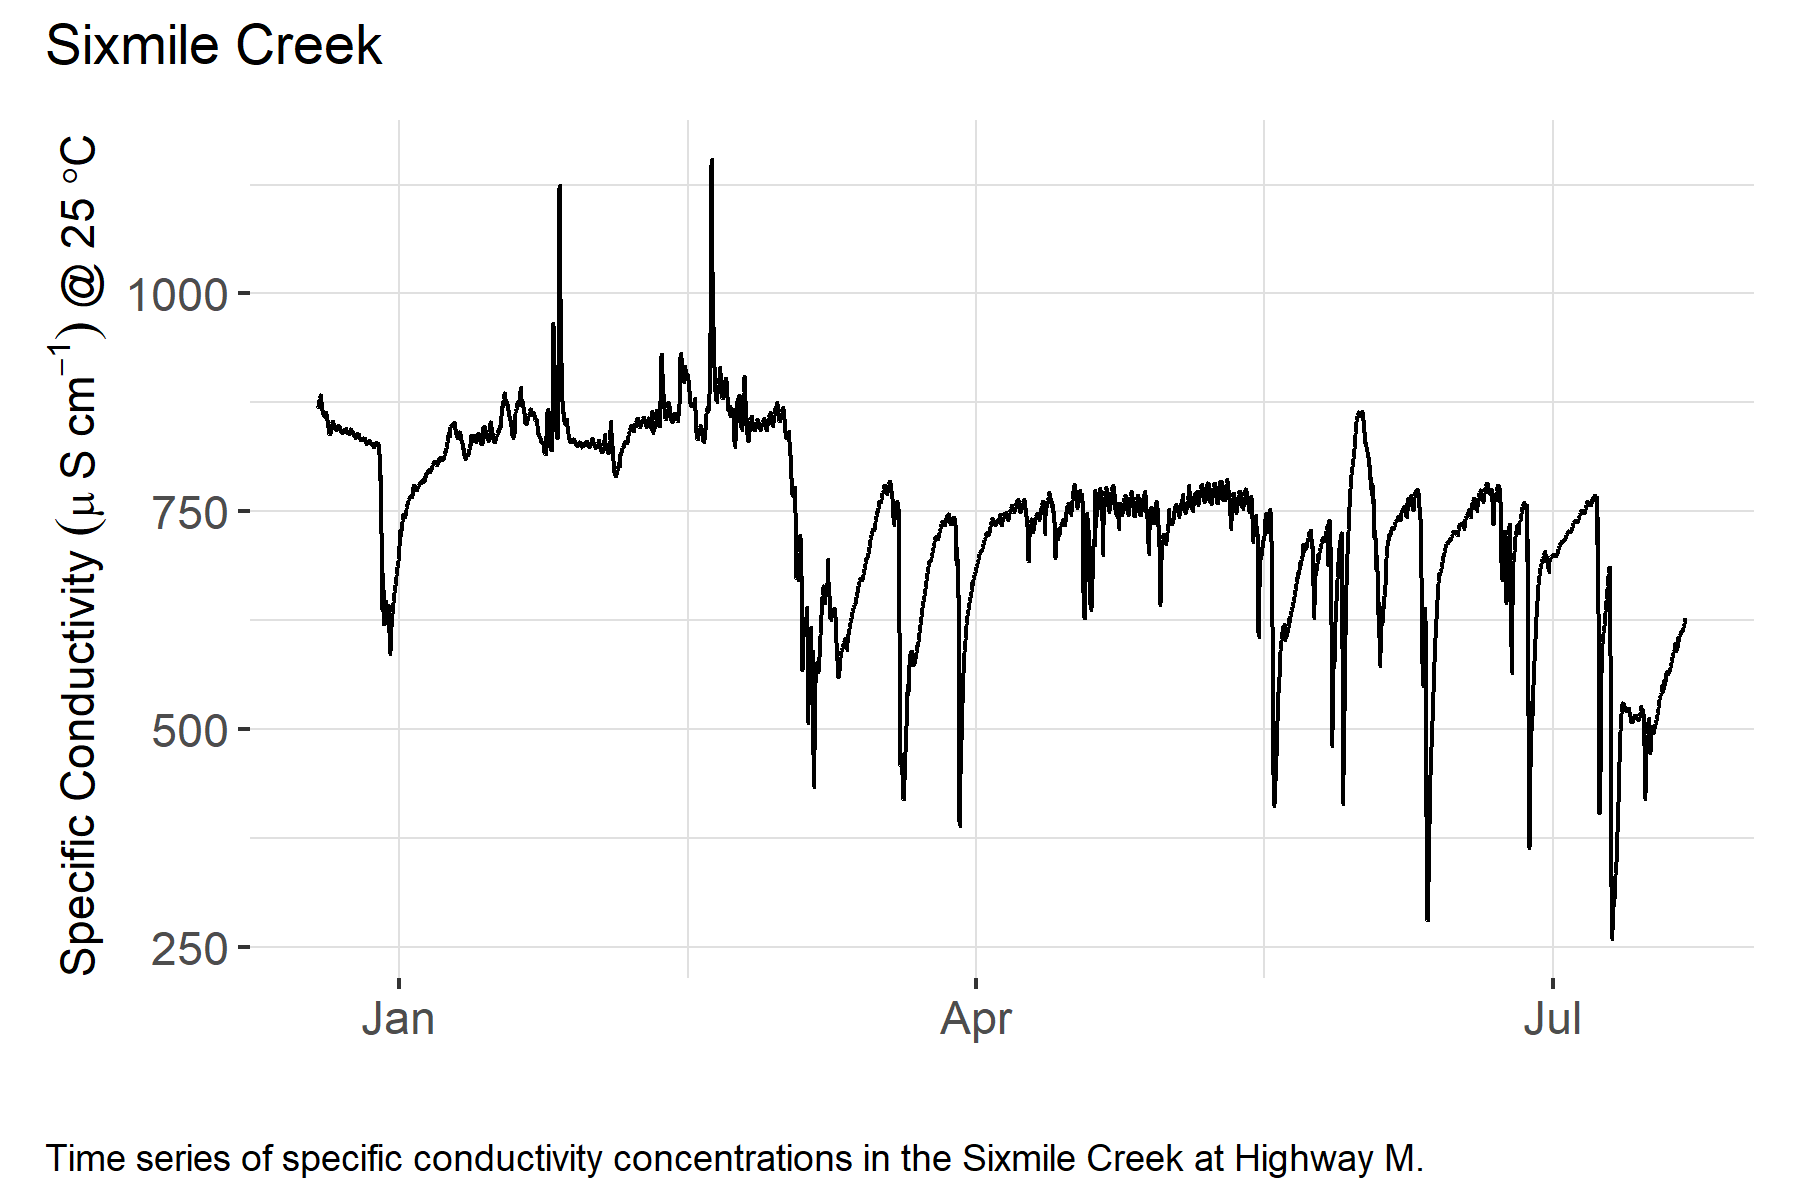 Sixmile Creek
Specific Conductivity (μ S cm⁻¹) @ 25 °C
1000
750
500
250
Jan Apr Jul
Time series of specific conductivity concentrations in the Sixmile Creek at Highway M.